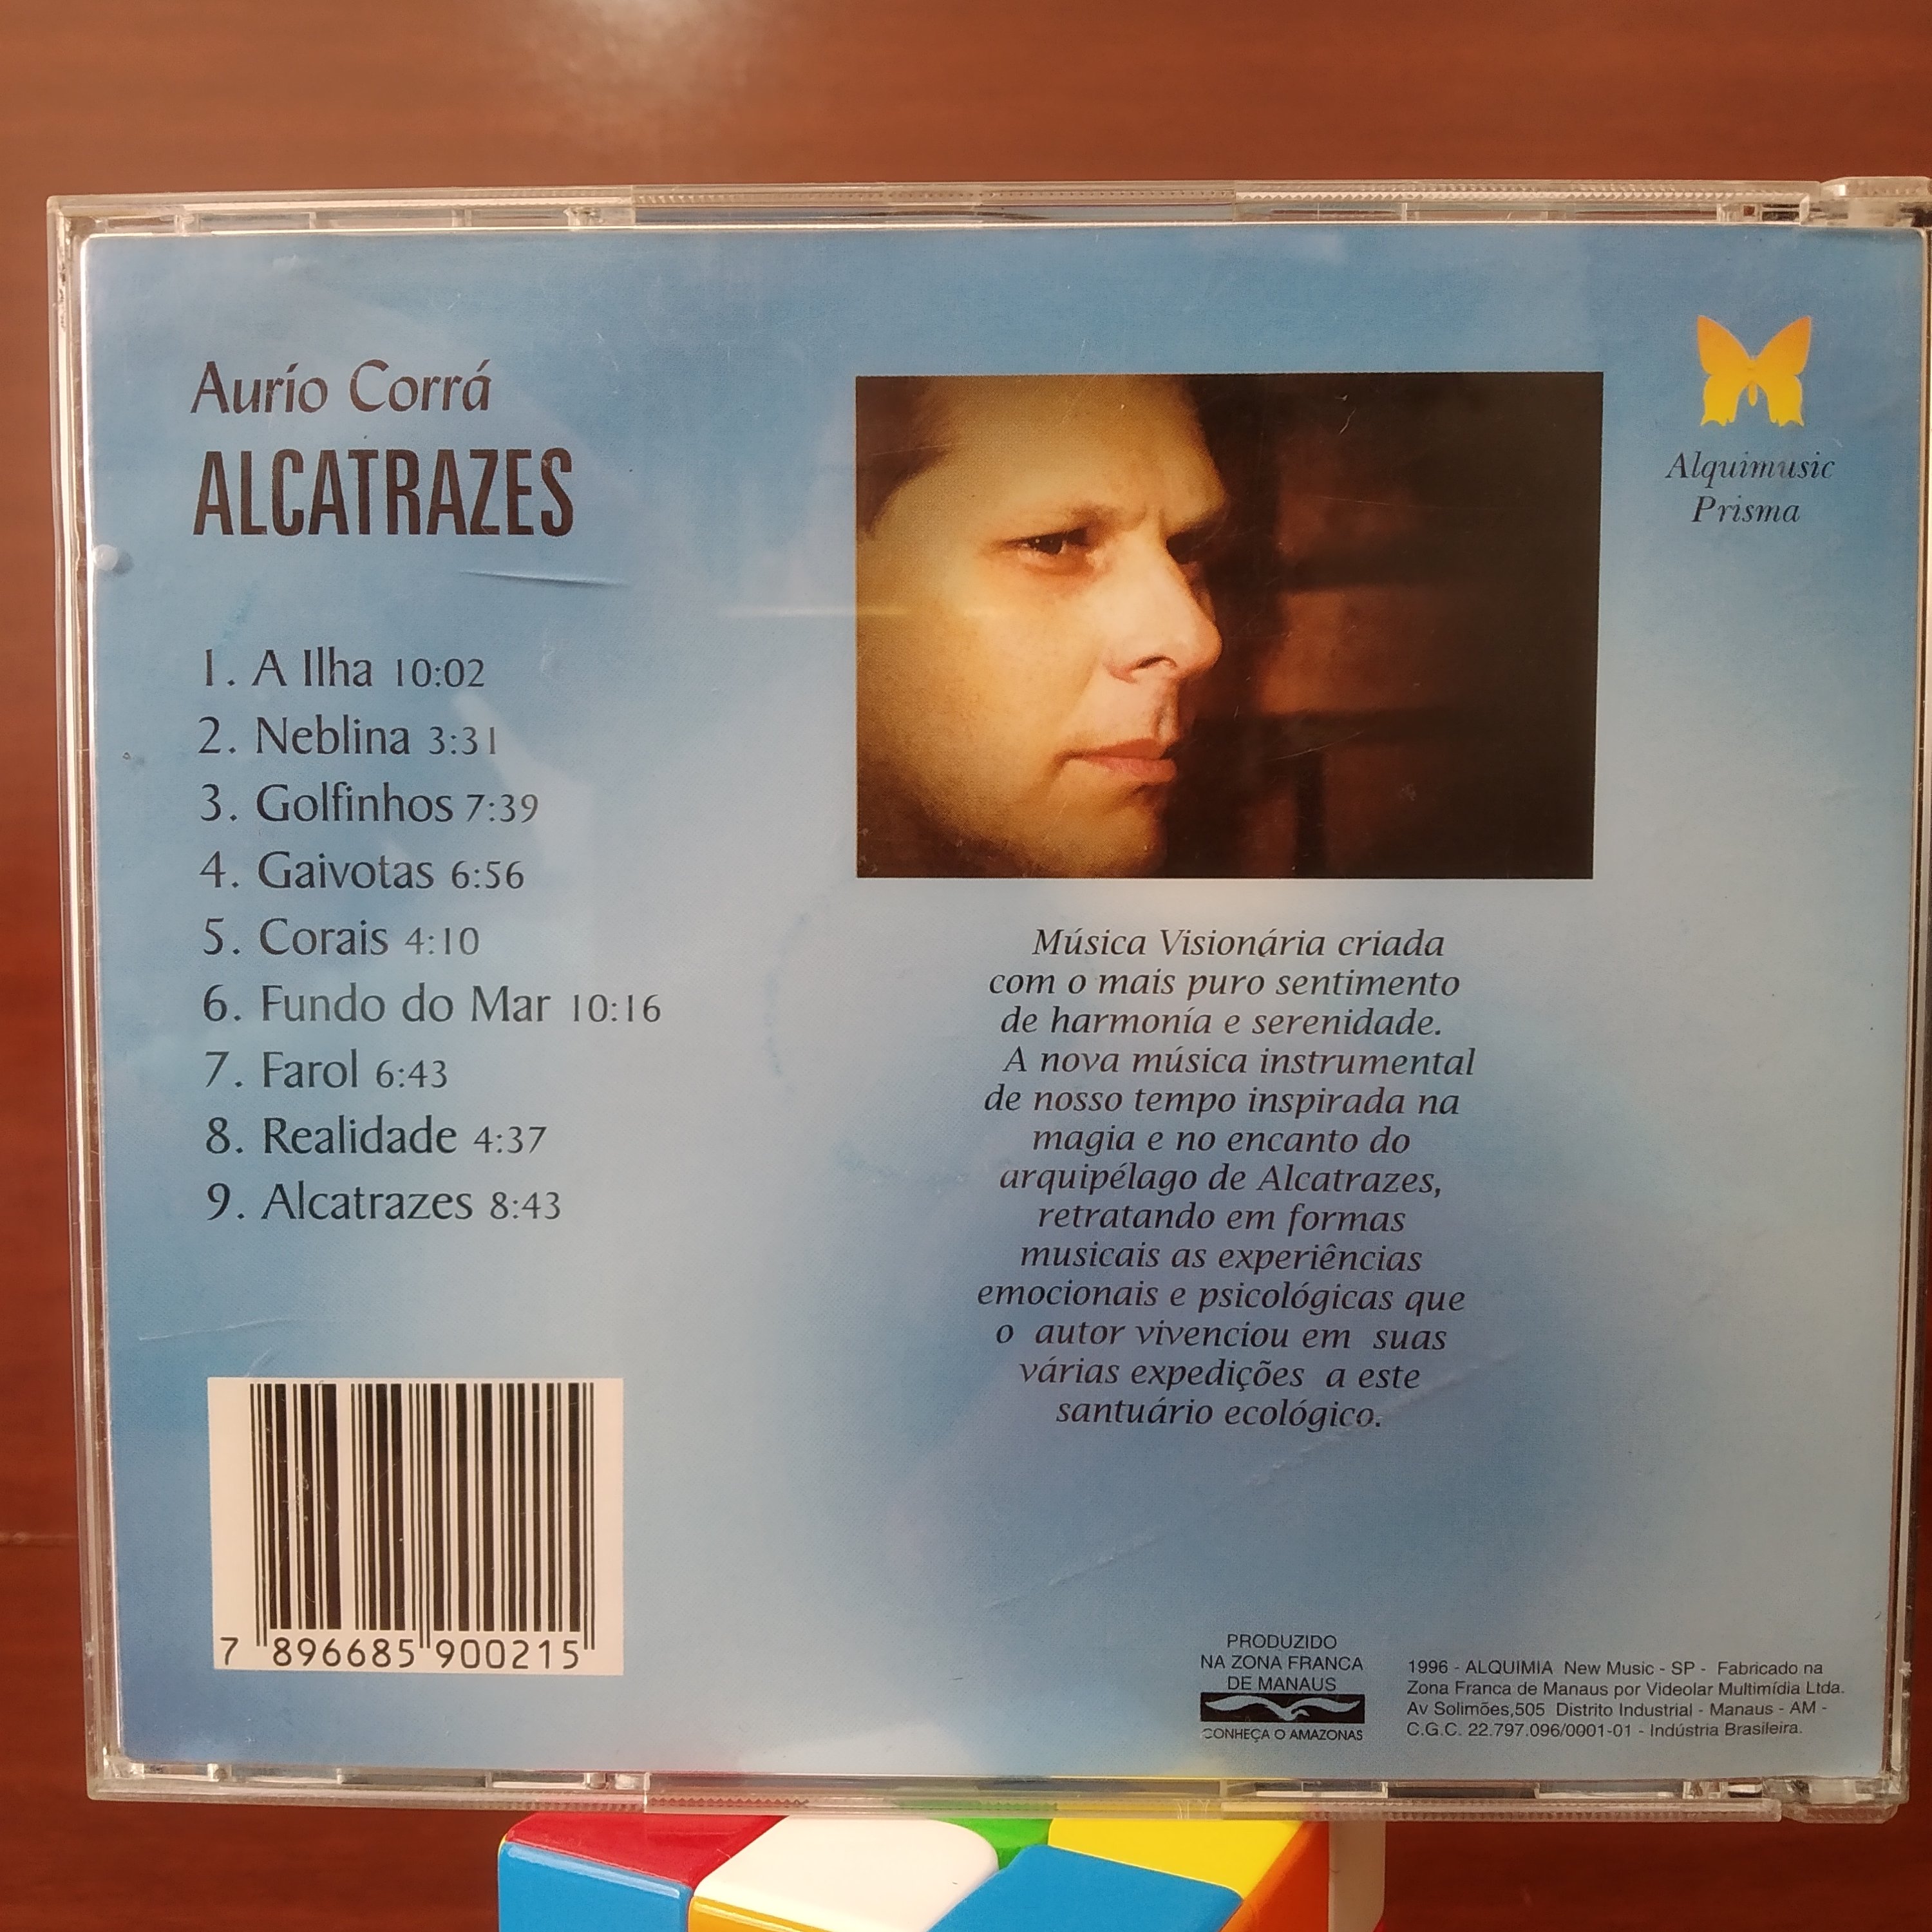 Aurío Corrá
ALCATRAZES
1. A Ilha 10:02
2. Neblina 3:31
3. Golfinhos 7:39
4. Gaivotas 6:56
5. Corais 4:10
6. Fundo do Mar 10:16
7. Farol 6:43
8. Realidade 4:37
9. Alcatrazes 8:43
7 896685 900215
Alquimusic
Prisma
Música Visionária criada
com o mais puro sentimento
de harmonía e serenidade.
A nova música instrumental
de nosso tempo inspirada na
magia e no encanto do
arquipélago de Alcatrazes,
retratando em formas
musicais as experiências
emocionais e psicológicas que
o autor vivenciou em suas
várias expedições a este
santuário ecológico.
PRODUZIDO
NA ZONA FRANCA
DE MANAUS
CONHEÇA O AMAZONAS
1996 - ALQUIMIA New Music - SP - Fabricado na
Zona Franca de Manaus por Videolar Multimídia Ltda.
Av Solimões,505 Distrito Industrial - Manaus - AM -
C.G.C. 22.797.096/0001-01 - Indústria Brasileira.